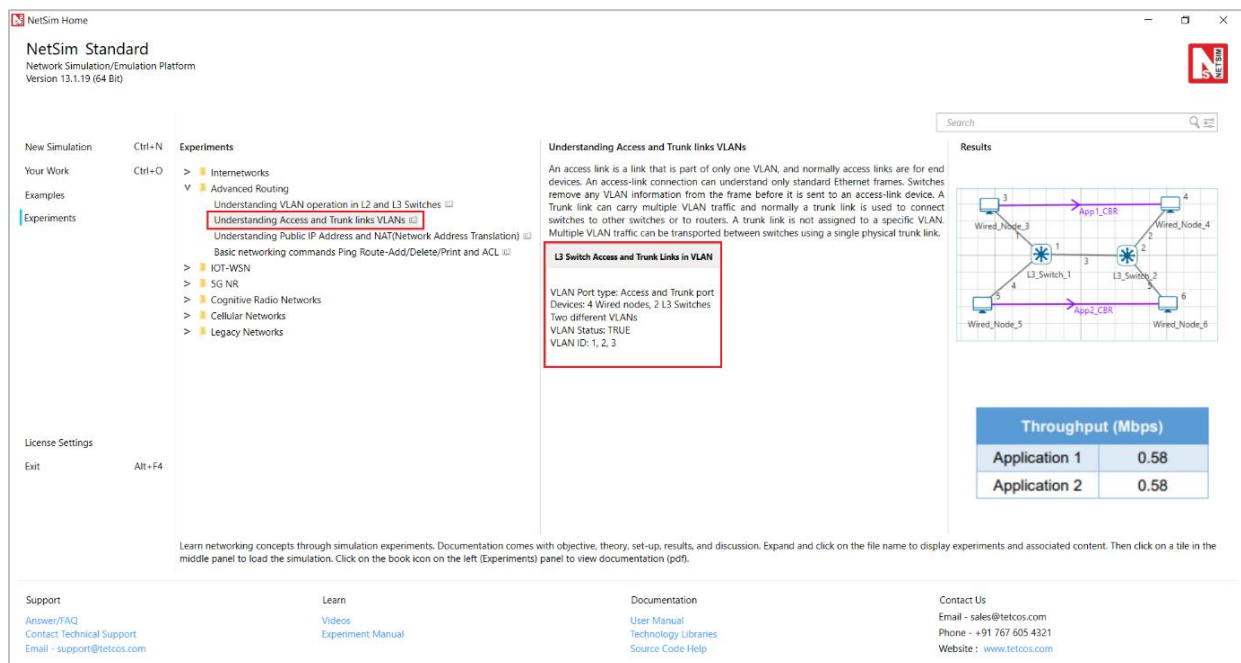 NetSim Home
NetSim Standard
Network Simulation/Emulation Platform
Version 13.1.19 (64 Bit)
NETSIM
Search
New Simulation Ctrl+N
Your Work Ctrl+O
Examples
Experiments
License Settings
Exit Alt+F4
Experiments
> Internetworks
v Advanced Routing
Understanding VLAN operation in L2 and L3 Switches
Understanding Access and Trunk links VLANs
Understanding Public IP Address and NAT(Network Address Translation)
Basic networking commands Ping Route-Add/Delete/Print and ACL
> IOT-WSN
> 5G NR
> Cognitive Radio Networks
> Cellular Networks
> Legacy Networks
Understanding Access and Trunk links VLANs
An access link is a link that is part of only one VLAN, and normally access links are for end
devices. An access-link connection can understand only standard Ethernet frames. Switches
remove any VLAN information from the frame before it is sent to an access-link device. A
Trunk link can carry multiple VLAN traffic and normally a trunk link is used to connect
switches to other switches or to routers. A trunk link is not assigned to a specific VLAN.
Multiple VLAN traffic can be transported between switches using a single physical trunk link.
L3 Switch Access and Trunk Links in VLAN
VLAN Port type: Access and Trunk port
Devices: 4 Wired nodes, 2 L3 Switches
Two different VLANs
VLAN Status: TRUE
VLAN ID: 1, 2, 3
Results
3 App1_CBR 4
Wired_Node_3 Wired_Node_4
1 2
1 3 2
L3_Switch_1 L3_Switch_2
4 5
5 App2_CBR 6
Wired_Node_5 Wired_Node_6
Throughput (Mbps)
Application 1 0.58
Application 2 0.58
Learn networking concepts through simulation experiments. Documentation comes with objective, theory, set-up, results, and discussion. Expand and click on the file name to display experiments and associated content. Then click on a tile in the
middle panel to load the simulation. Click on the book icon on the left (Experiments) panel to view documentation (pdf).
Support
Answer/FAQ
Contact Technical Support
Email - support@tetcos.com
Learn
Videos
Experiment Manual
Documentation
User Manual
Technology Libraries
Source Code Help
Contact Us
Email - sales@tetcos.com
Phone - +91 767 605 4321
Website : www.tetcos.com